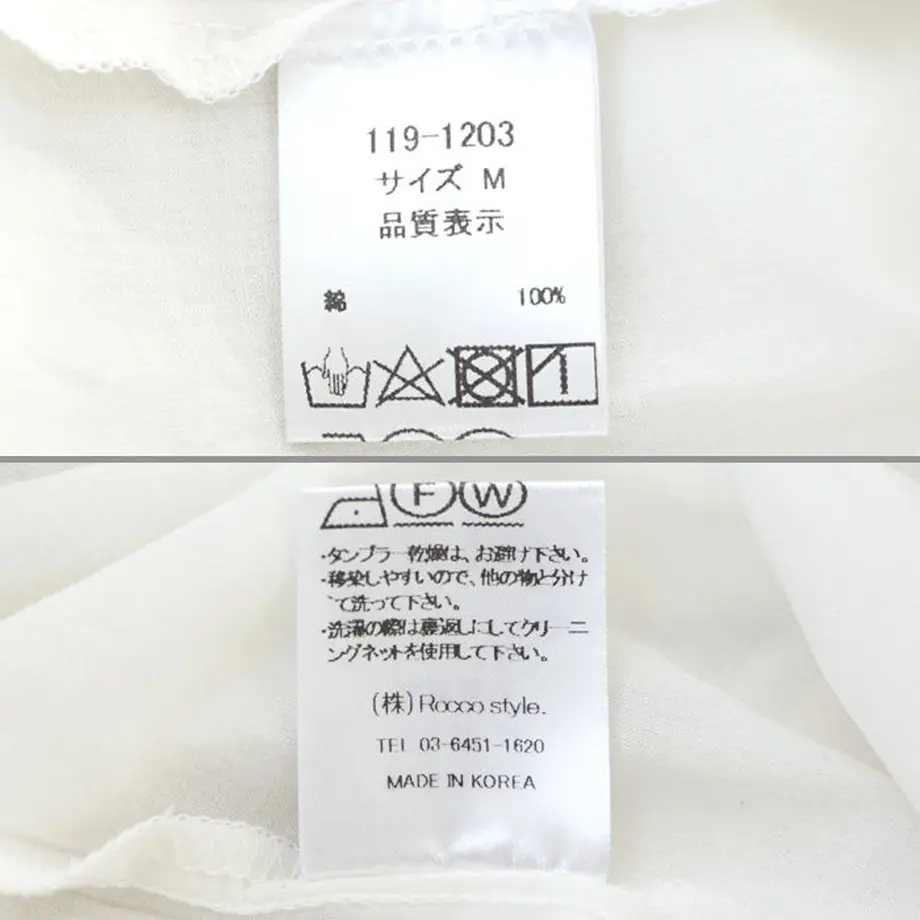 119-1203
サイズ M
品質表示
綿 100%
F W
・タンブラー乾燥は、お避け下さい。
・移染しやすいので、他の物と分け
て洗って下さい。
・洗濯の際は裏返しにしてクリーニ
ングネットを使用して下さい。
(株)Rocco style.
TEL 03-6451-1620
MADE IN KOREA